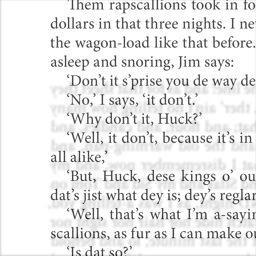 Them rapscallions took in fo
dollars in that three nights. I ne
the wagon-load like that before.
asleep and snoring, Jim says:
‘Don’t it s’prise you de way de
‘No,’ I says, ‘it don’t.’
‘Why don’t it, Huck?’
‘Well, it don’t, because it’s in
all alike,’
‘But, Huck, dese kings o’ ou
dat’s jist what dey is; dey’s reglar
‘Well, that’s what I’m a-sayin
scallions, as fur as I can make o
‘Is dat so?’